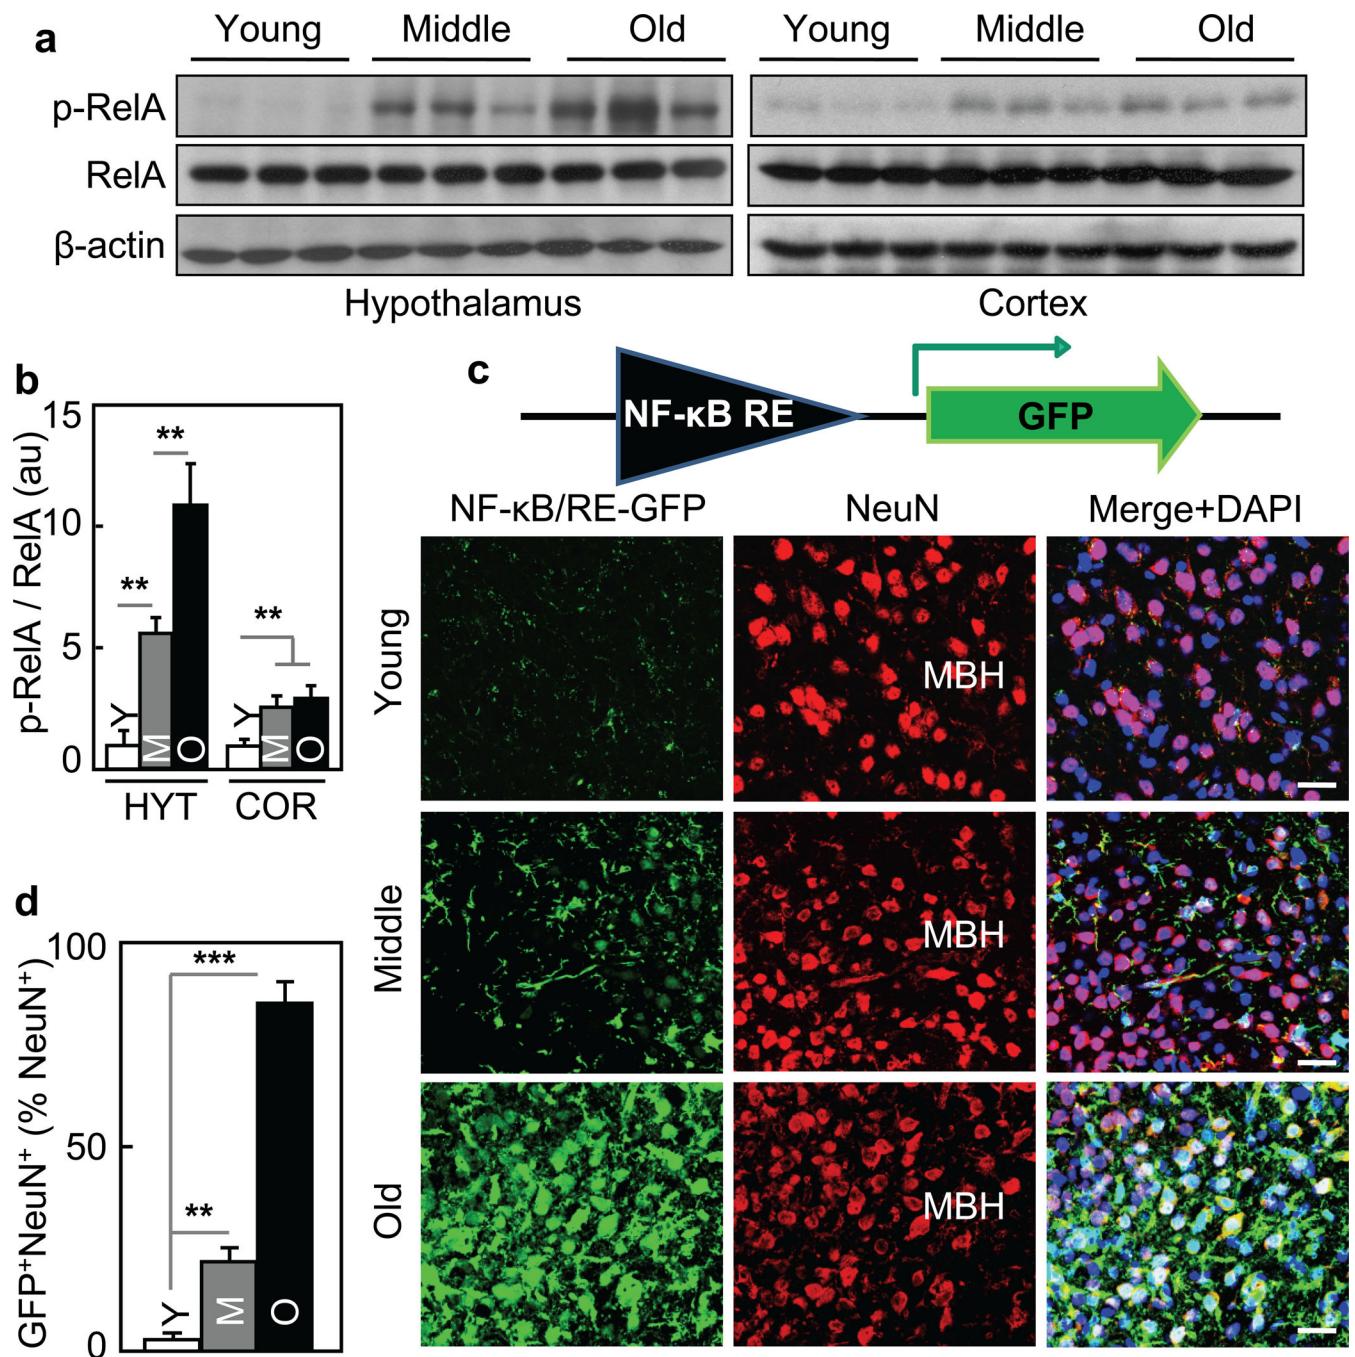 a
Young Middle Old Young Middle Old
p-RelA
RelA
β-actin
Hypothalamus Cortex
b
p-RelA / RelA (au)
15
10
5
0
** ** **
Y M O Y M O
HYT COR
c
NF-κB RE GFP
NF-κB/RE-GFP NeuN Merge+DAPI
Young
MBH
Middle
MBH
Old
MBH
d
GFP⁺NeuN⁺ (% NeuN⁺)
100
50
0
***
**
Y M O